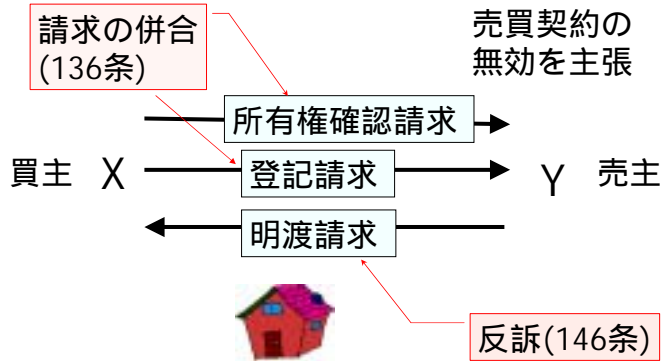 請求の併合
(136条)
売買契約の
無効を主張
所有権確認請求
買主 X
登記請求
Y 売主
明渡請求
反訴(146条)